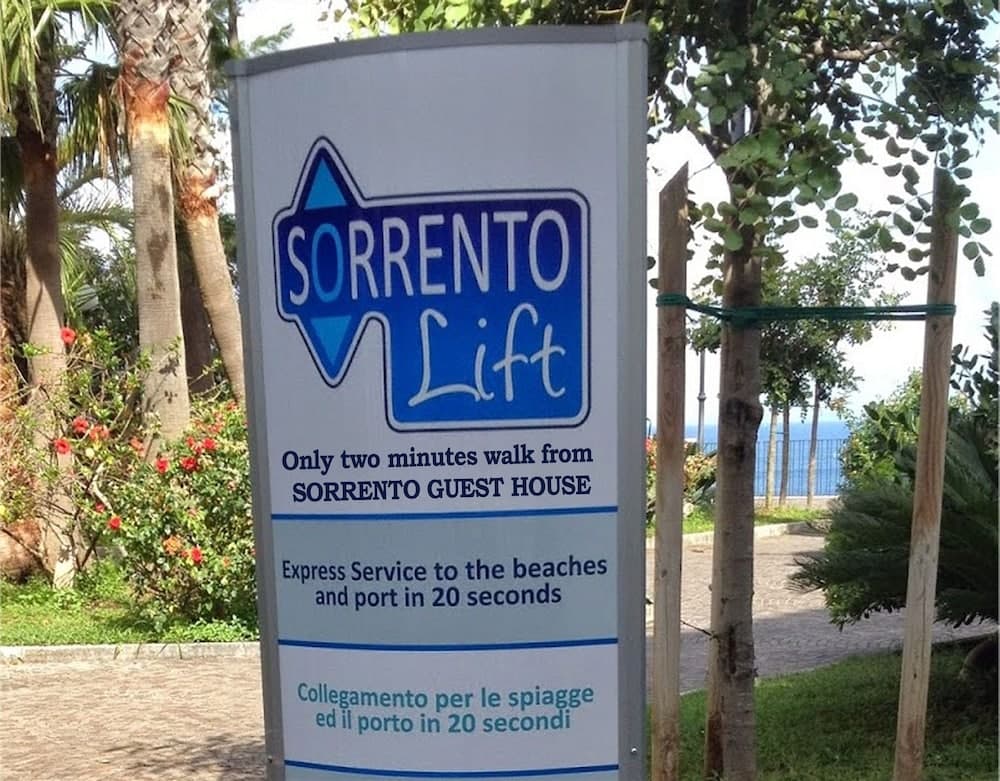 SORRENTO
Lift
Only two minutes walk from
SORRENTO GUEST HOUSE
Express Service to the beaches
and port in 20 seconds
Collegamento per le spiagge
ed il porto in 20 secondi